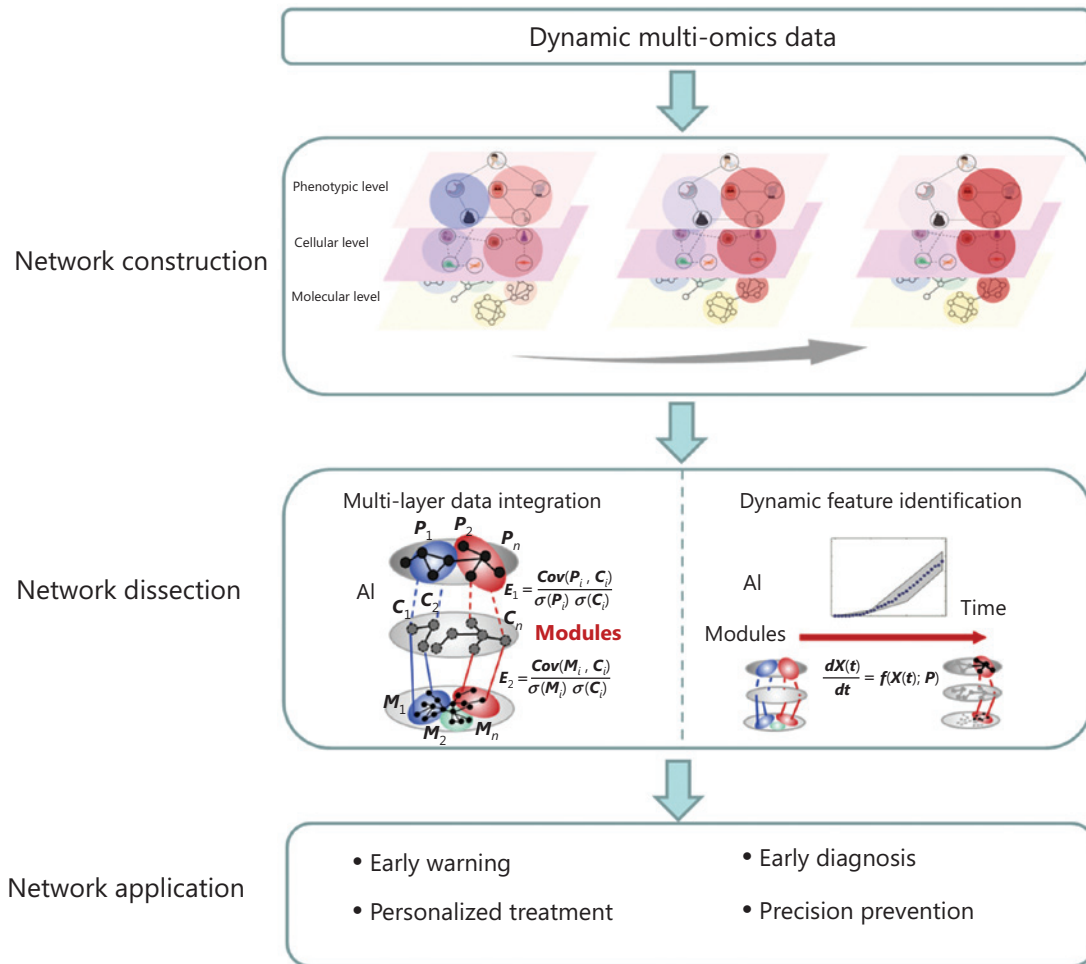 Dynamic multi-omics data
Network construction
Phenotypic level
Cellular level
Molecular level
Network dissection
Multi-layer data integration
P1
P2
Pn
AI
C1
C2
Cn
E1 = Cov(Pi , Ci) / σ(Pi) σ(Ci)
Modules
E2 = Cov(Mi , Ci) / σ(Mi) σ(Ci)
M1
M2
Mn
Dynamic feature identification
AI
Time
Modules
dX(t) / dt = f(X(t); P)
Network application
• Early warning
• Early diagnosis
• Personalized treatment
• Precision prevention